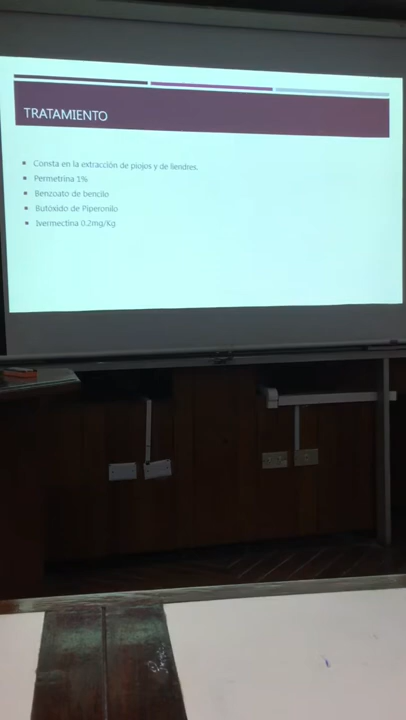 TRATAMIENTO
Consta en la extracción de piojos y de liendres.
Permetrina 1%
Benzoato de bencilo
Butóxido de Piperonilo
Ivermectina 0.2mg/Kg